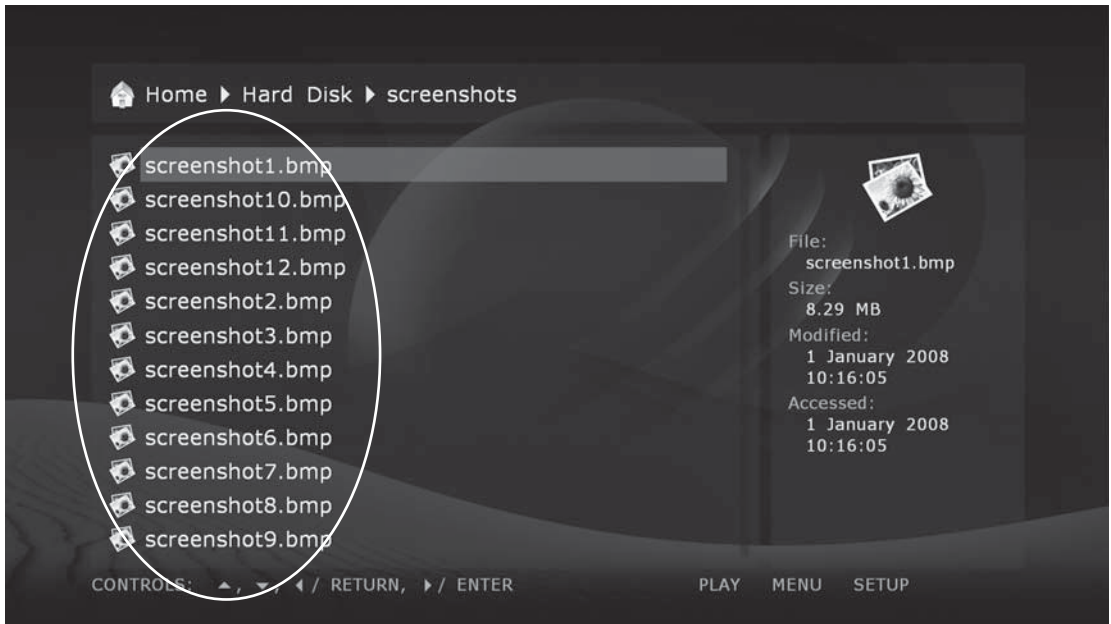 Home ▶ Hard Disk ▶ screenshots
screenshot1.bmp
screenshot10.bmp
screenshot11.bmp
screenshot12.bmp
screenshot2.bmp
screenshot3.bmp
screenshot4.bmp
screenshot5.bmp
screenshot6.bmp
screenshot7.bmp
screenshot8.bmp
screenshot9.bmp
File:
screenshot1.bmp
Size:
8.29 MB
Modified:
1 January 2008
10:16:05
Accessed:
1 January 2008
10:16:05
CONTROLS: ▲, ▼, ◀/ RETURN, ▶/ ENTER PLAY MENU SETUP